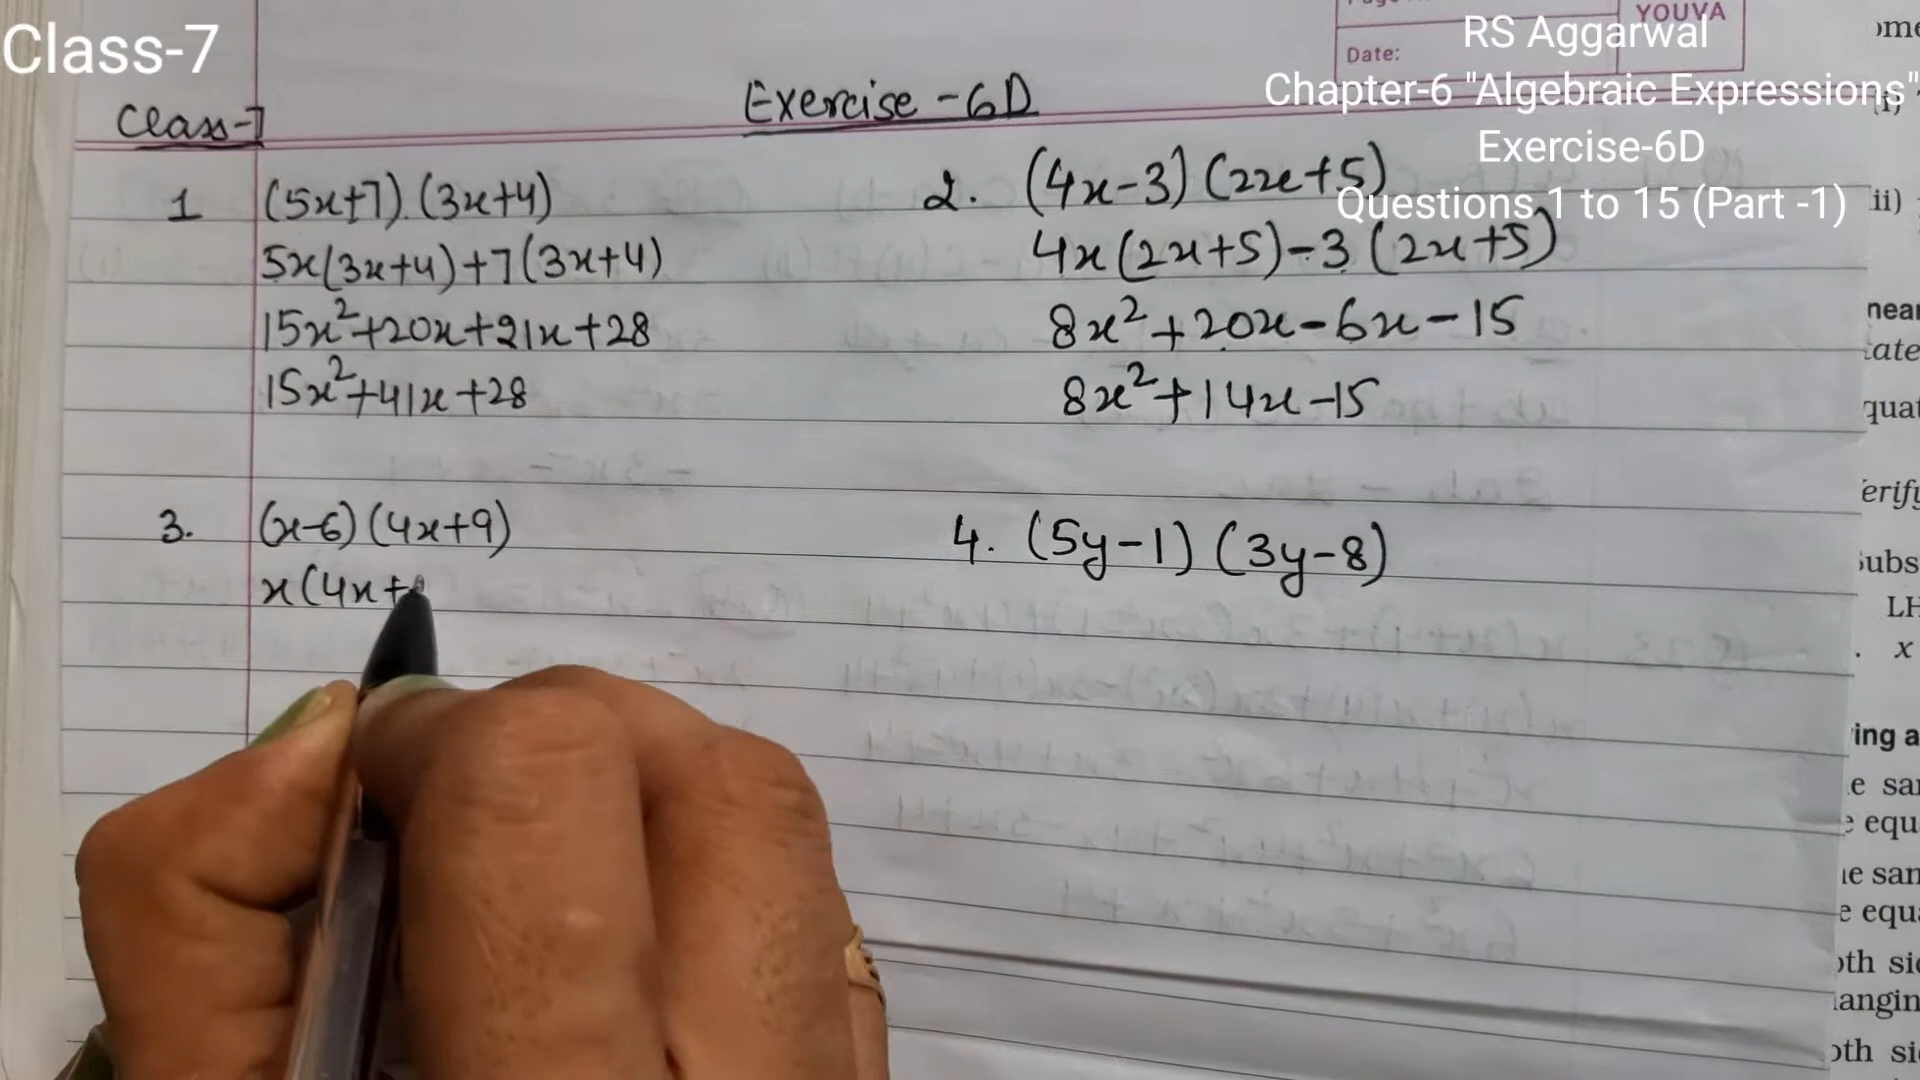 Class-7
YOUVA
Date:
RS Aggarwal
Chapter-6 "Algebraic Expressions"
Exercise-6D
Questions 1 to 15 (Part -1)
Class-7
Exercise - 6D
1 (5x+7).(3x+4)
5x(3x+4)+7(3x+4)
15x²+20x+21x+28
15x²+41x+28
2. (4x-3)(2x+5)
4x(2x+5)-3(2x+5)
8x²+20x-6x-15
8x²+14x-15
3. (x-6)(4x+9)
x(4x+
4. (5y-1)(3y-8)
ii)
LH
x